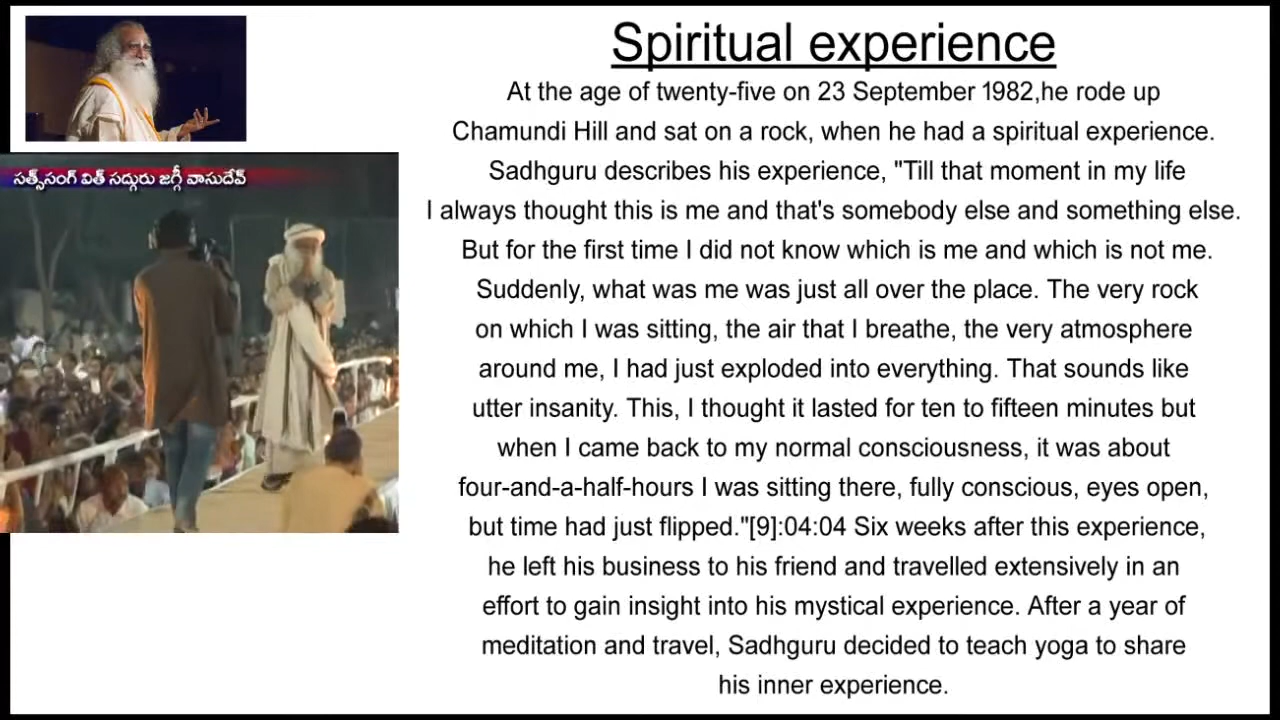 Spiritual experience
సత్సంగ్ విత్ సద్గురు జగ్గీ వాసుదేవ్
At the age of twenty-five on 23 September 1982,he rode up
Chamundi Hill and sat on a rock, when he had a spiritual experience.
Sadhguru describes his experience, "Till that moment in my life
I always thought this is me and that's somebody else and something else.
But for the first time I did not know which is me and which is not me.
Suddenly, what was me was just all over the place. The very rock
on which I was sitting, the air that I breathe, the very atmosphere
around me, I had just exploded into everything. That sounds like
utter insanity. This, I thought it lasted for ten to fifteen minutes but
when I came back to my normal consciousness, it was about
four-and-a-half-hours I was sitting there, fully conscious, eyes open,
but time had just flipped."[9]:04:04 Six weeks after this experience,
he left his business to his friend and travelled extensively in an
effort to gain insight into his mystical experience. After a year of
meditation and travel, Sadhguru decided to teach yoga to share
his inner experience.